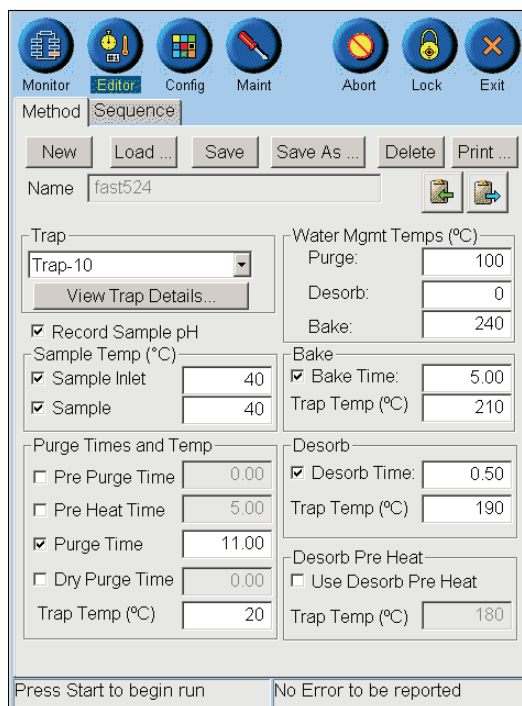 Monitor Editor Config Maint Abort Lock Exit
Method Sequence
New Load ... Save Save As ... Delete Print ...
Name fast524
Trap
Trap-10
View Trap Details...
Water Mgmt Temps (ºC)
Purge: 100
Desorb: 0
Bake: 240
Record Sample pH
Sample Temp (°C)
Sample Inlet 40
Sample 40
Bake
Bake Time: 5.00
Trap Temp (ºC) 210
Purge Times and Temp
Pre Purge Time 0.00
Pre Heat Time 5.00
Purge Time 11.00
Dry Purge Time 0.00
Trap Temp (ºC) 20
Desorb
Desorb Time: 0.50
Trap Temp (ºC) 190
Desorb Pre Heat
Use Desorb Pre Heat
Trap Temp (ºC) 180
Press Start to begin run No Error to be reported